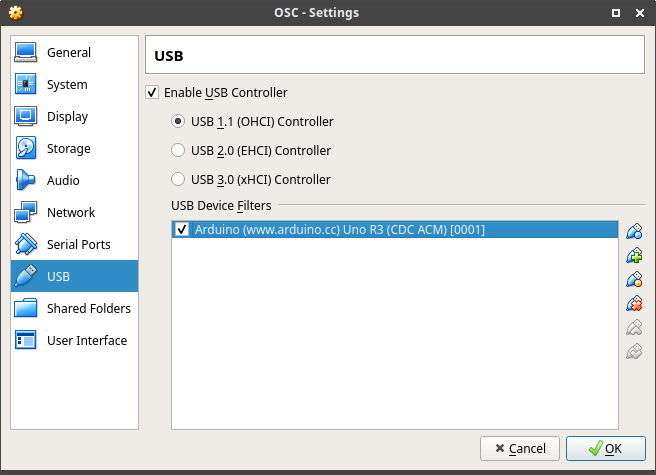 OSC - Settings
General
System
Display
Storage
Audio
Network
Serial Ports
USB
Shared Folders
User Interface
USB
Enable USB Controller
USB 1.1 (OHCI) Controller
USB 2.0 (EHCI) Controller
USB 3.0 (xHCI) Controller
USB Device Filters
Arduino (www.arduino.cc) Uno R3 (CDC ACM) [0001]
Cancel
OK